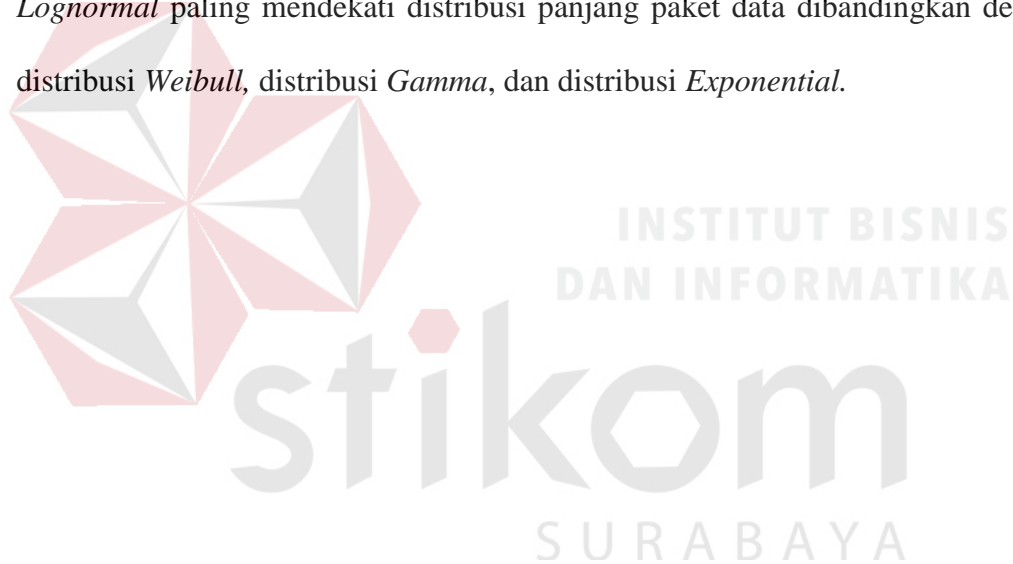 Lognormal paling mendekati distribusi panjang paket data dibandingkan de
distribusi Weibull, distribusi Gamma, dan distribusi Exponential.
INSTITUT BISNIS
DAN INFORMATIKA
stikom
SURABAYA